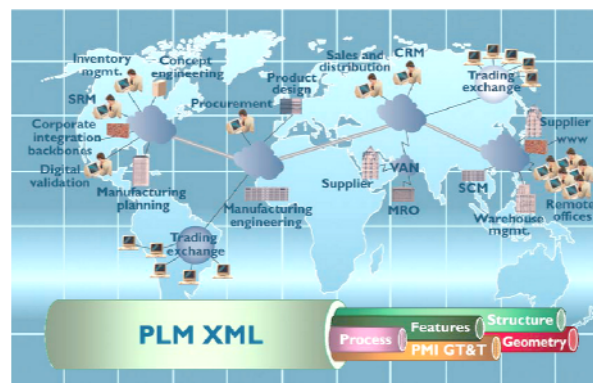 Inventory
mgmt.
Concept
engineering
SRM
Corporate
integration
backbones
Digital
validation
Manufacturing
planning
Procurement
Product
design
Manufacturing
engineering
Trading
exchange
Sales and
distribution
CRM
Trading
exchange
Supplier
VAN
MRO
SCM
Supplier
www
Remote
offices
Warehouse
mgmt.
PLM XML
Process
Features
Structure
PMI GT&T
Geometry